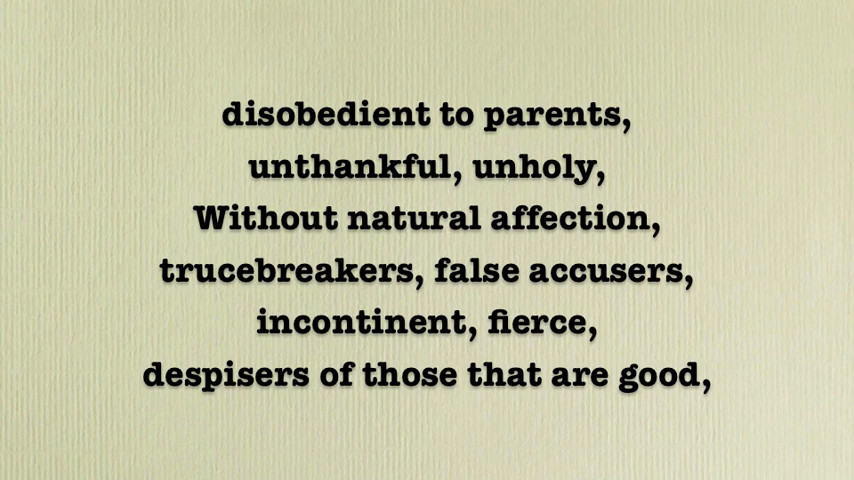 disobedient to parents,
unthankful, unholy,
Without natural affection,
trucebreakers, false accusers,
incontinent, fierce,
despisers of those that are good,